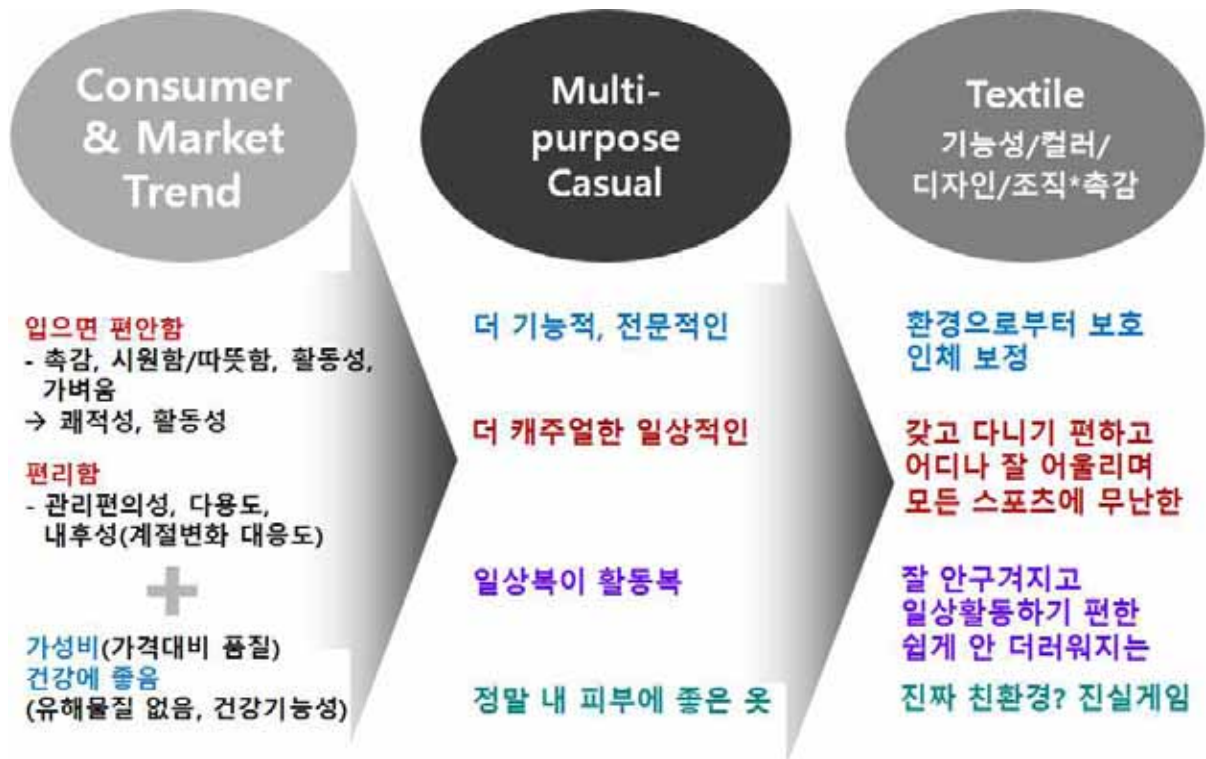 Consumer
& Market
Trend
입으면 편안함
- 촉감, 시원함/따뜻함, 활동성,
가벼움
→ 쾌적성, 활동성
편리함
- 관리편의성, 다용도,
내후성(계절변화 대응도)
+
가성비(가격대비 품질)
건강에 좋음
(유해물질 없음, 건강기능성)
Multi-
purpose
Casual
더 기능적, 전문적인
더 캐주얼한 일상적인
일상복이 활동복
정말 내 피부에 좋은 옷
Textile
기능성/컬러/
디자인/조직*촉감
환경으로부터 보호
인체 보정
갖고 다니기 편하고
어디나 잘 어울리며
모든 스포츠에 무난한
잘 안구겨지고
일상활동하기 편한
쉽게 안 더러워지는
진짜 친환경? 진실게임